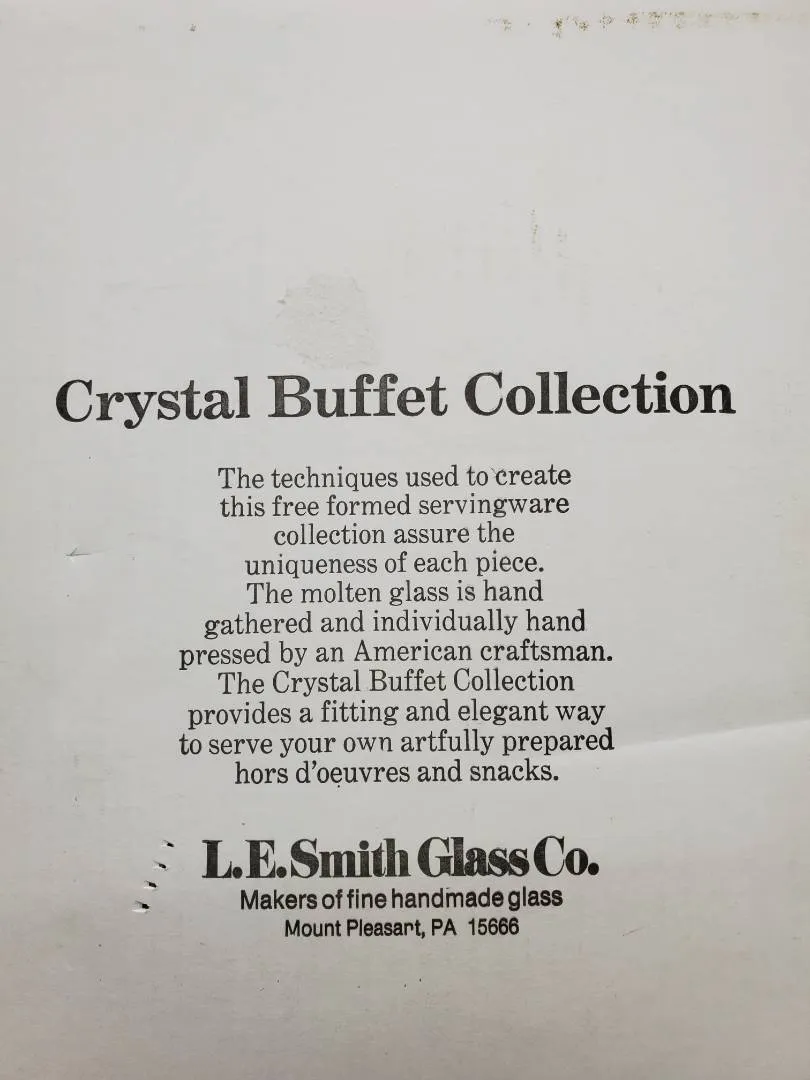 Crystal Buffet Collection
The techniques used to create
this free formed servingware
collection assure the
uniqueness of each piece.
The molten glass is hand
gathered and individually hand
pressed by an American craftsman.
The Crystal Buffet Collection
provides a fitting and elegant way
to serve your own artfully prepared
hors d'oeuvres and snacks.
L.E. Smith Glass Co.
Makers of fine handmade glass
Mount Pleasant, PA 15666